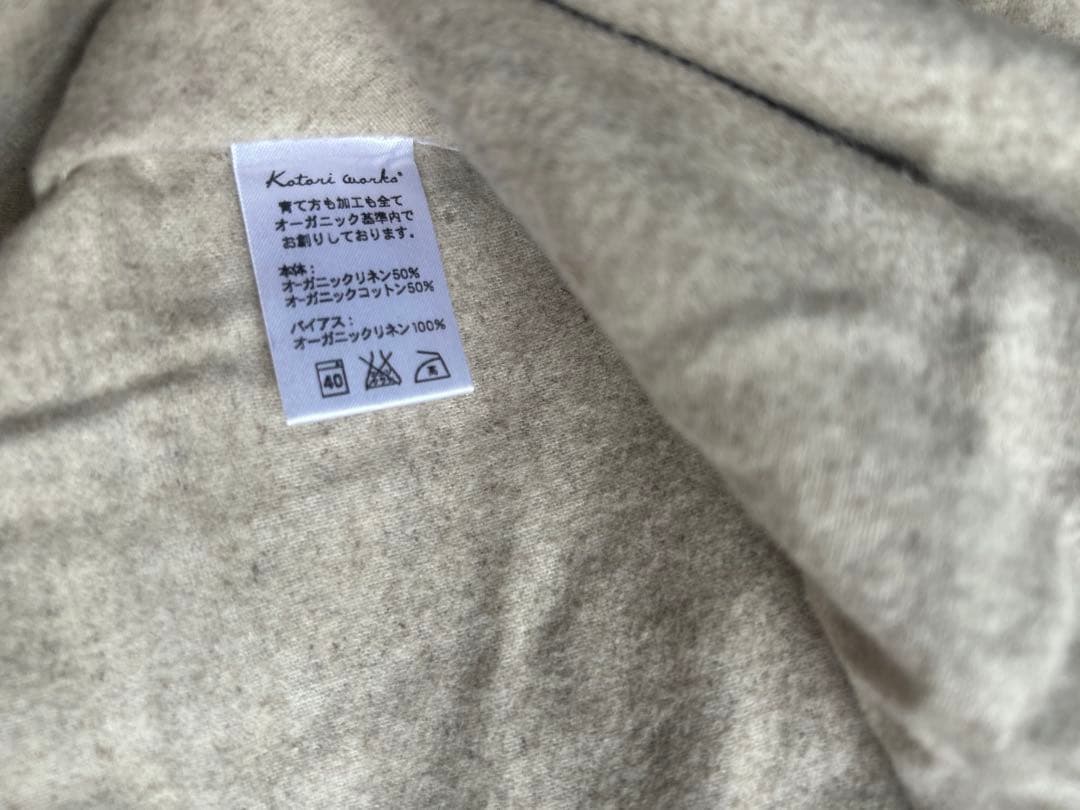 Kotori works®
育て方も加工も全て
オーガニック基準内で
お創りしております。
本体：
オーガニックリネン50%
オーガニックコットン50%
バイアス：
オーガニックリネン100%
40
高